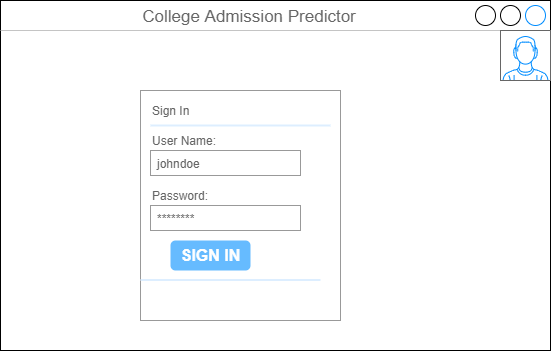 College Admission Predictor
Sign In
User Name:
johndoe
Password:
********
SIGN IN